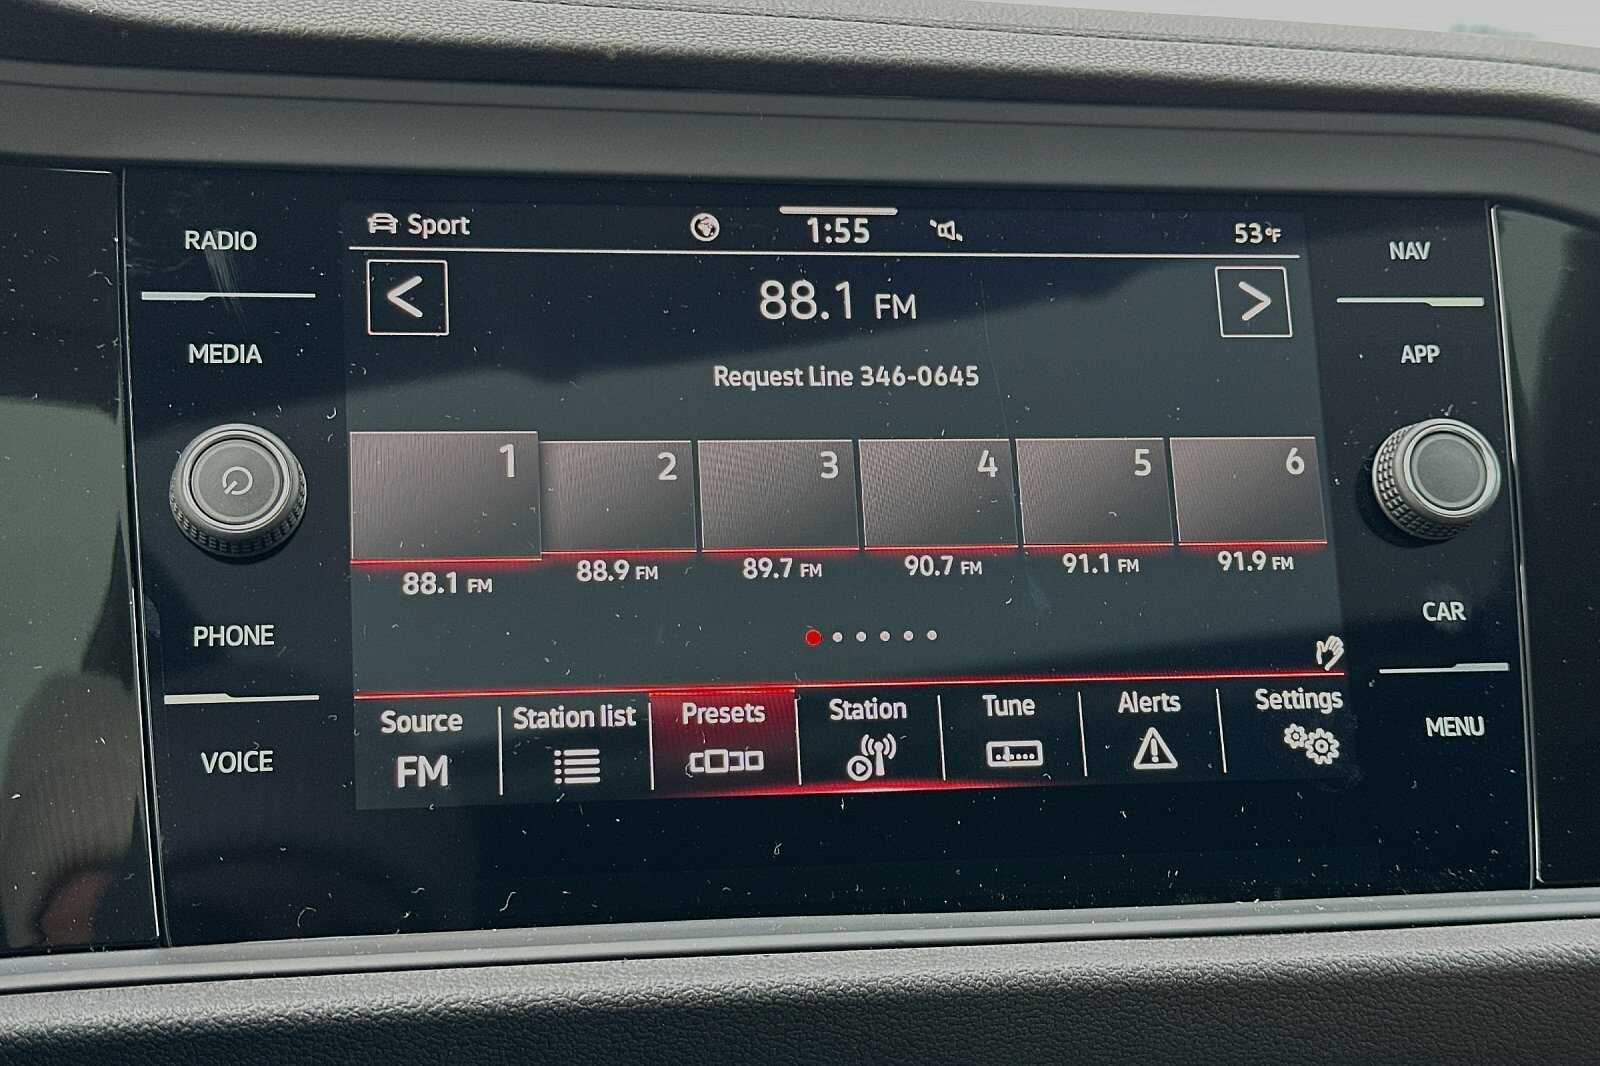 RADIO
MEDIA
PHONE
VOICE
Sport 1:55 53°F
88.1 FM
Request Line 346-0645
1 2 3 4 5 6
88.1 FM 88.9 FM 89.7 FM 90.7 FM 91.1 FM 91.9 FM
Source Station list Presets Station Tune Alerts Settings
FM
NAV
APP
CAR
MENU